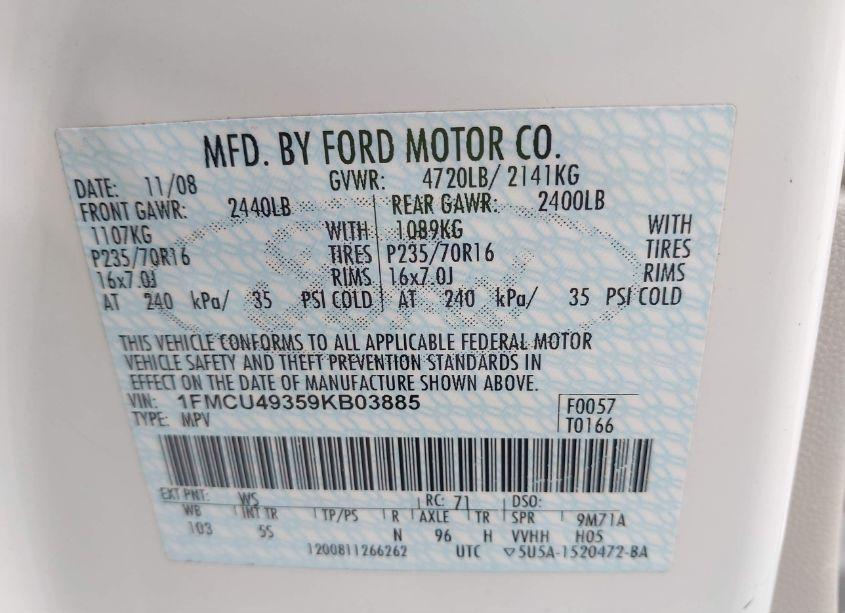 MFD. BY FORD MOTOR CO.
DATE: 11/08 GVWR: 4720LB/ 2141KG
FRONT GAWR: 2440LB REAR GAWR: 2400LB
1107KG WITH 1089KG WITH
P235/70R16 TIRES P235/70R16 TIRES
16x7.0J RIMS 16x7.0J RIMS
AT 240 kPa/ 35 PSI COLD AT 240 kPa/ 35 PSI COLD
THIS VEHICLE CONFORMS TO ALL APPLICABLE FEDERAL MOTOR
VEHICLE SAFETY AND THEFT PREVENTION STANDARDS IN
EFFECT ON THE DATE OF MANUFACTURE SHOWN ABOVE.
VIN: 1FMCU49359KB03885 F0057
TYPE: MPV T0166
EXT PNT: WS RC: 71 DSO:
WB INT TR TP/PS R AXLE TR SPR 9M71A
103 5S N 96 H VVHH H05
1200811266262 UTC ▽5U5A-1520472-BA